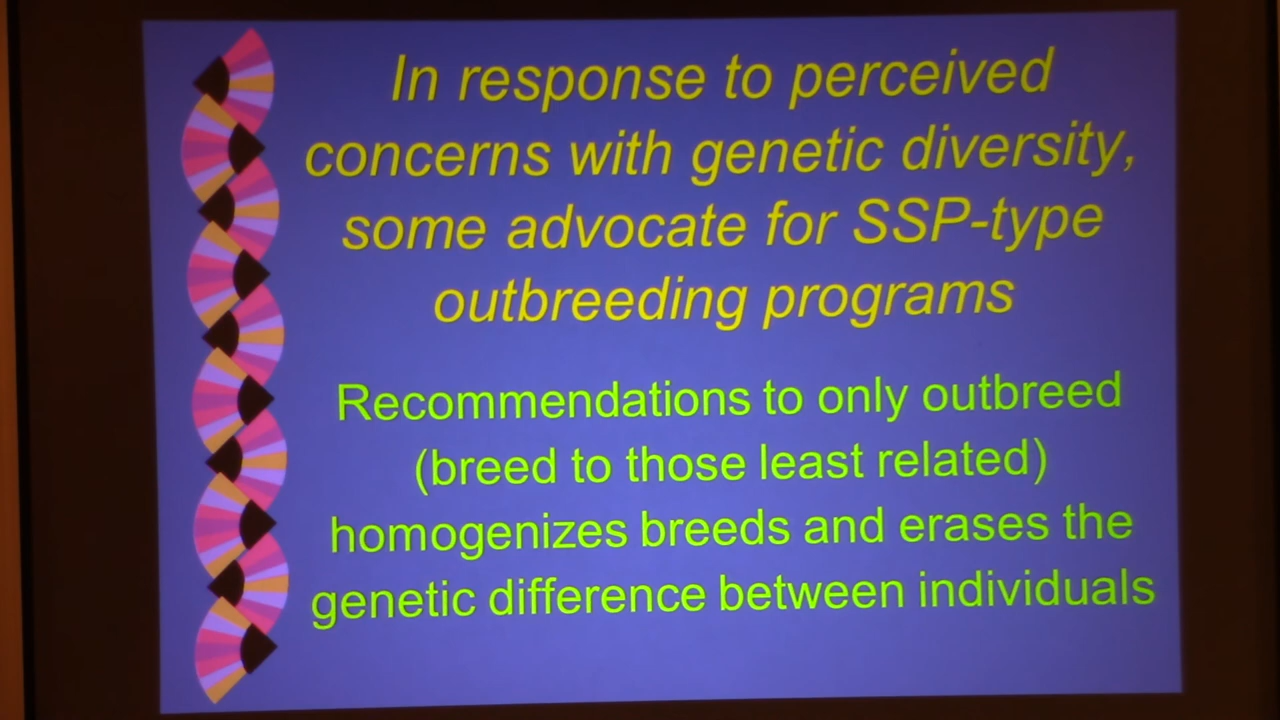 In response to perceived
concerns with genetic diversity,
some advocate for SSP-type
outbreeding programs
Recommendations to only outbreed
(breed to those least related)
homogenizes breeds and erases the
genetic difference between individuals